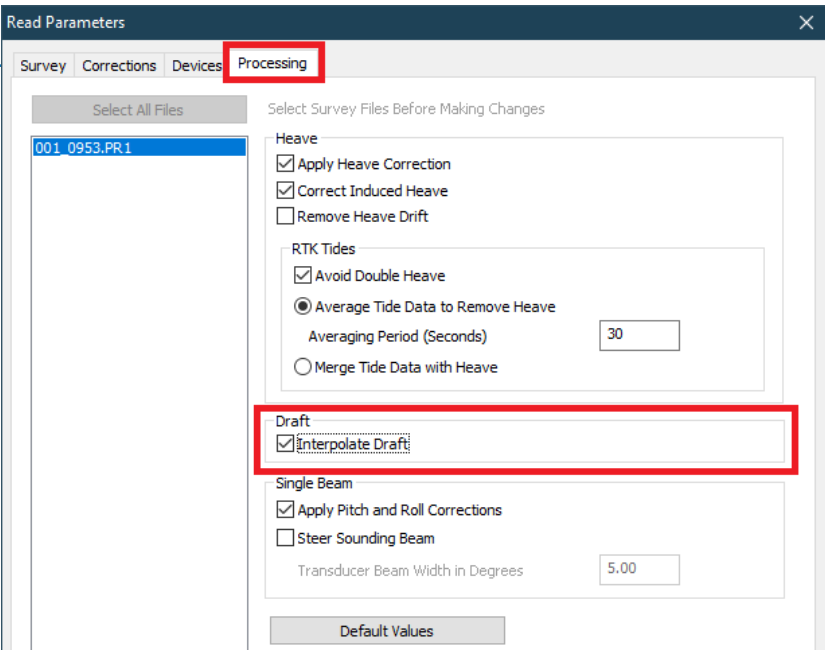 Read Parameters
Survey Corrections Devices Processing
Select All Files
Select Survey Files Before Making Changes
001_0953.PR1
Heave
Apply Heave Correction
Correct Induced Heave
Remove Heave Drift
RTK Tides
Avoid Double Heave
Average Tide Data to Remove Heave
Averaging Period (Seconds) 30
Merge Tide Data with Heave
Draft
Interpolate Draft
Single Beam
Apply Pitch and Roll Corrections
Steer Sounding Beam
Transducer Beam Width in Degrees 5.00
Default Values